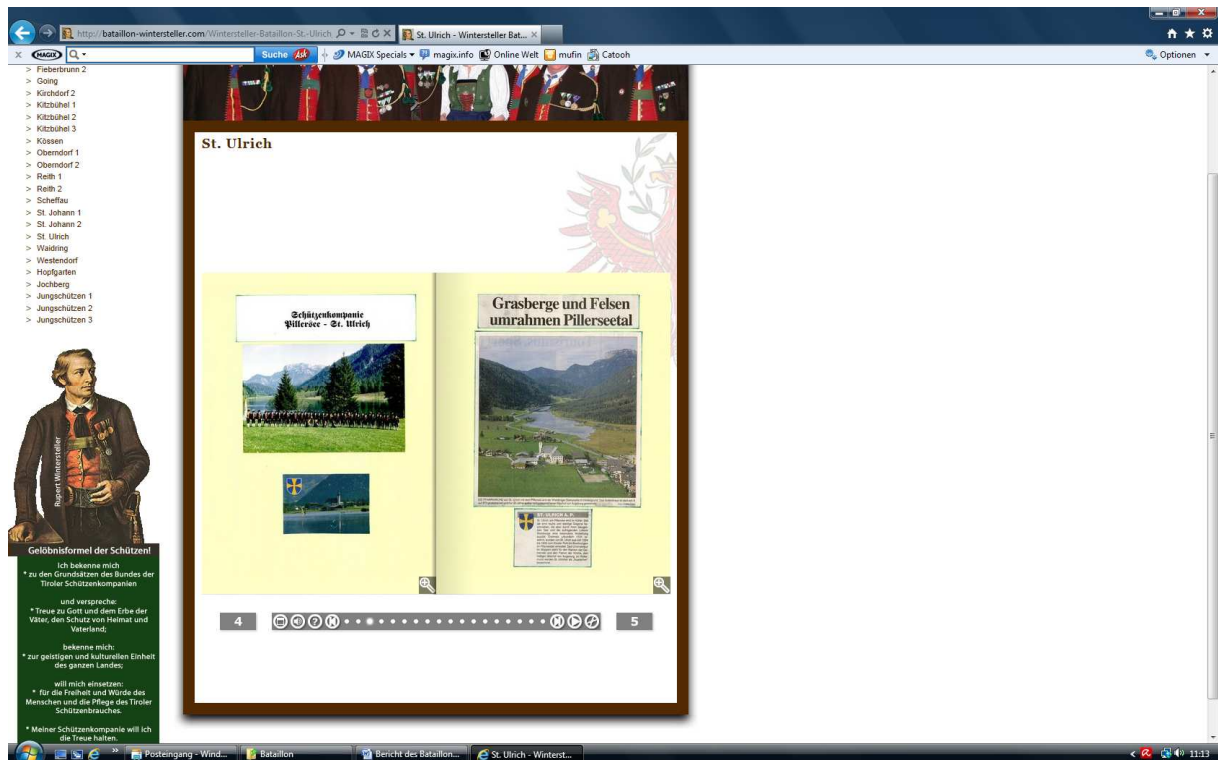 http://bataillon-wintersteller.com/Wintersteller-Bataillon-St.-Ulrich
St. Ulrich - Wintersteller Bat...
MAGIX
Suche
Ask
MAGIX Specials
magix.info
Online Welt
mufin
Catooh
Optionen
> Fieberbrunn 2
> Going
> Kirchdorf 2
> Kitzbühel 1
> Kitzbühel 2
> Kitzbühel 3
> Kössen
> Oberndorf 1
> Oberndorf 2
> Reith 1
> Reith 2
> Scheffau
> St. Johann 1
> St. Johann 2
> St. Ulrich
> Waidring
> Westendorf
> Hopfgarten
> Jochberg
> Jungschützen 1
> Jungschützen 2
> Jungschützen 3
Rupert Wintersteller
Gelöbnisformel der Schützen!
Ich bekenne mich
* zu den Grundsätzen des Bundes der
Tiroler Schützenkompanien
und verspreche:
* Treue zu Gott und dem Erbe der
Väter, den Schutz von Heimat und
Vaterland;
bekenne mich:
* zur geistigen und kulturellen Einheit
des ganzen Landes;
will mich einsetzen:
* für die Freiheit und Würde des
Menschen und die Pflege des Tiroler
Schützenbrauches.
* Meiner Schützenkompanie will ich
die Treue halten.
St. Ulrich
Schützenkompanie
Pillersee - St. Ulrich
Grasberge und Felsen
umrahmen Pillerseetal
ST. ULRICH A. P.
4
5
Posteingang - Wind...
Bataillon
Bericht des Bataillon...
St. Ulrich - Winterst...
11:13